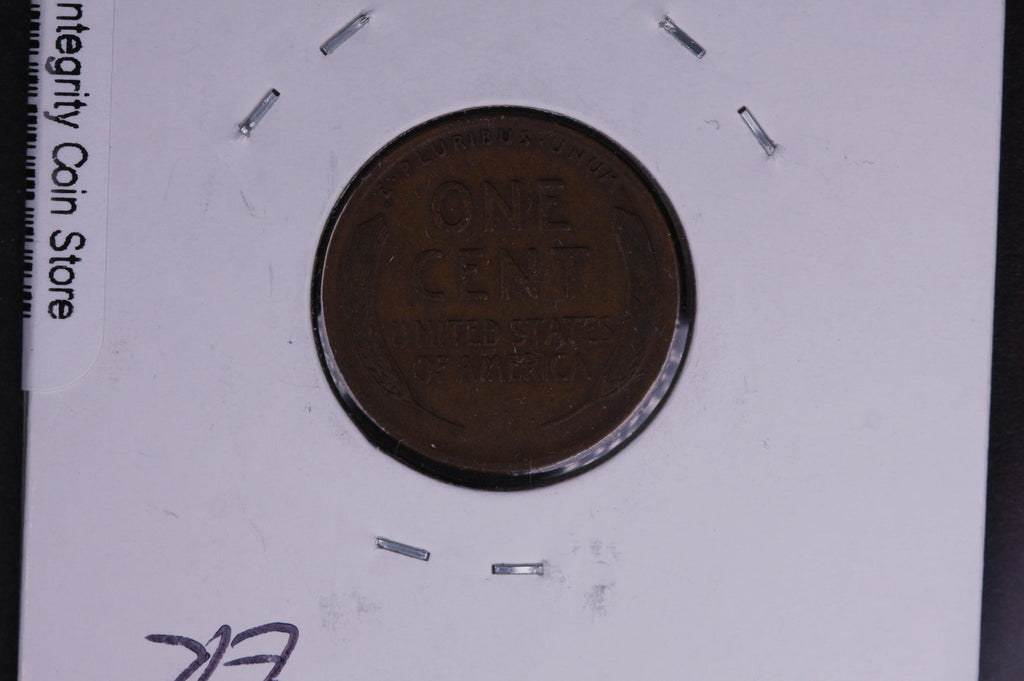 ntegrity Coin Store
E PLURIBUS·UNUM
ONE
CENT
UNITED STATES
OF AMERICA